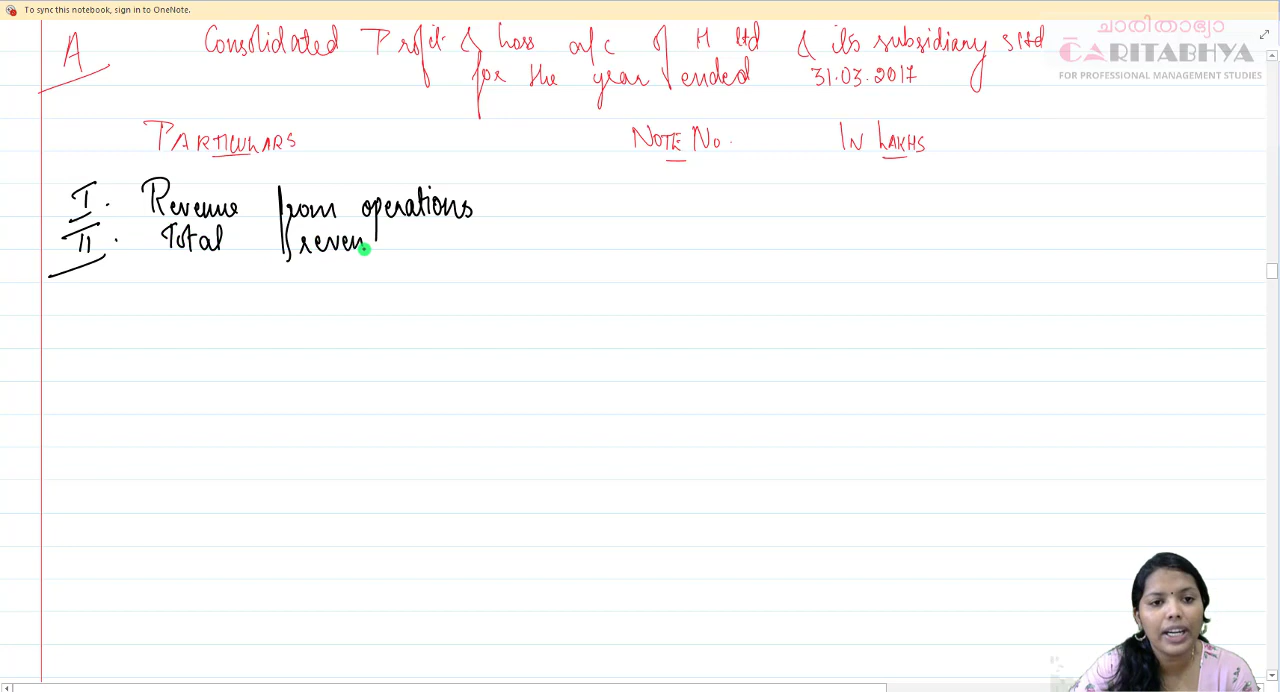 To sync this notebook, sign in to OneNote.
ചാരിതാഭ്യാ
CARITABHYA
FOR PROFESSIONAL MANAGEMENT STUDIES
A
Consolidated Profit & Loss a/c of H ltd & its subsidiary S ltd
for the year ended 31.03.2017
PARTICULARS NOTE No. IN LAKHS
I. Revenue from operations
II. Total reven